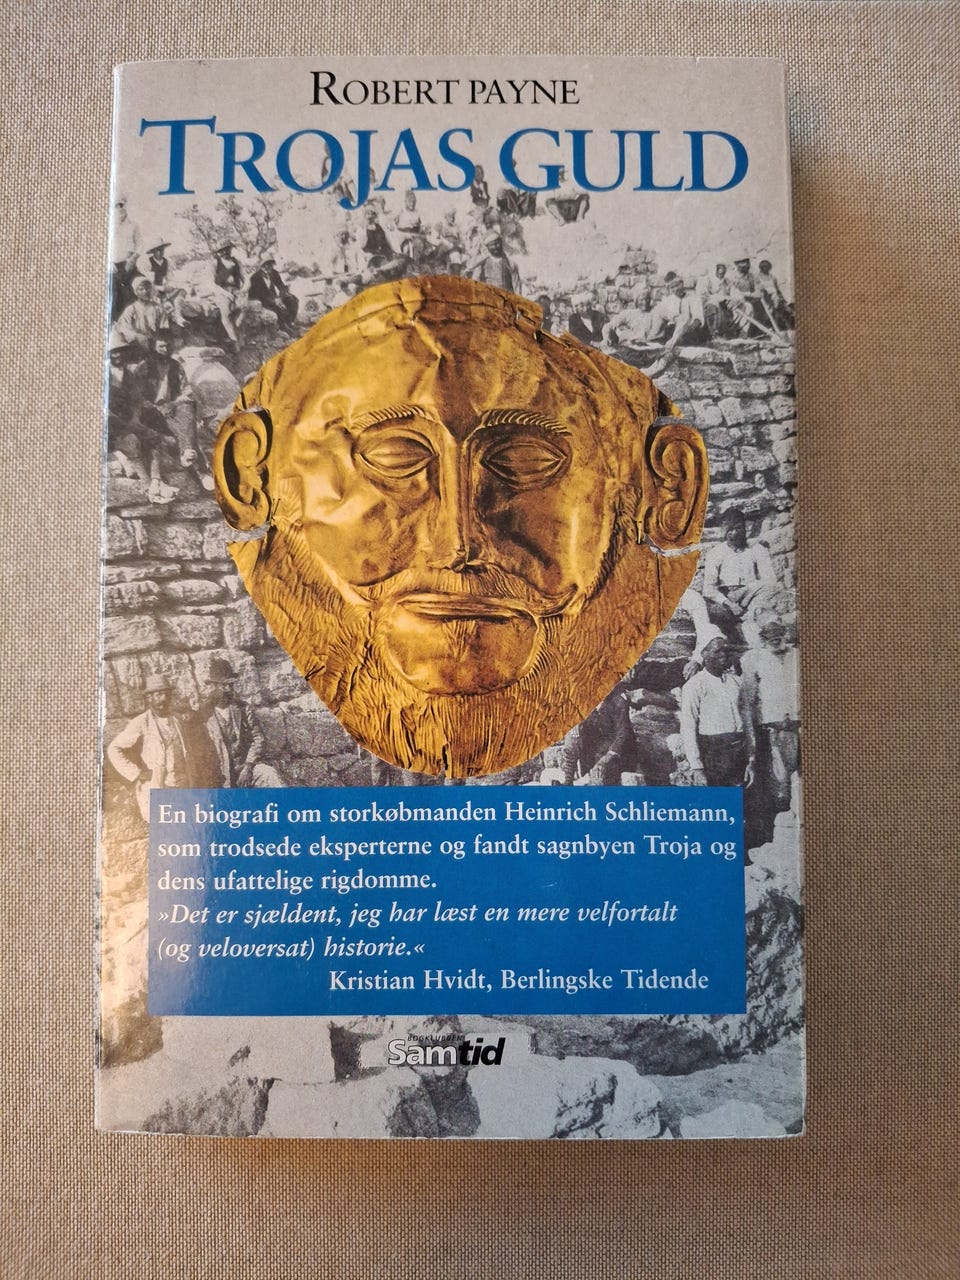 ROBERT PAYNE
TROJAS GULD
En biografi om storkøbmanden Heinrich Schliemann,
som trodsede eksperterne og fandt sagnbyen Troja og
dens ufattelige rigdomme.
»Det er sjældent, jeg har læst en mere velfortalt
(og veloversat) historie.«
Kristian Hvidt, Berlingske Tidende
BOGKLUBBEN
Samtid